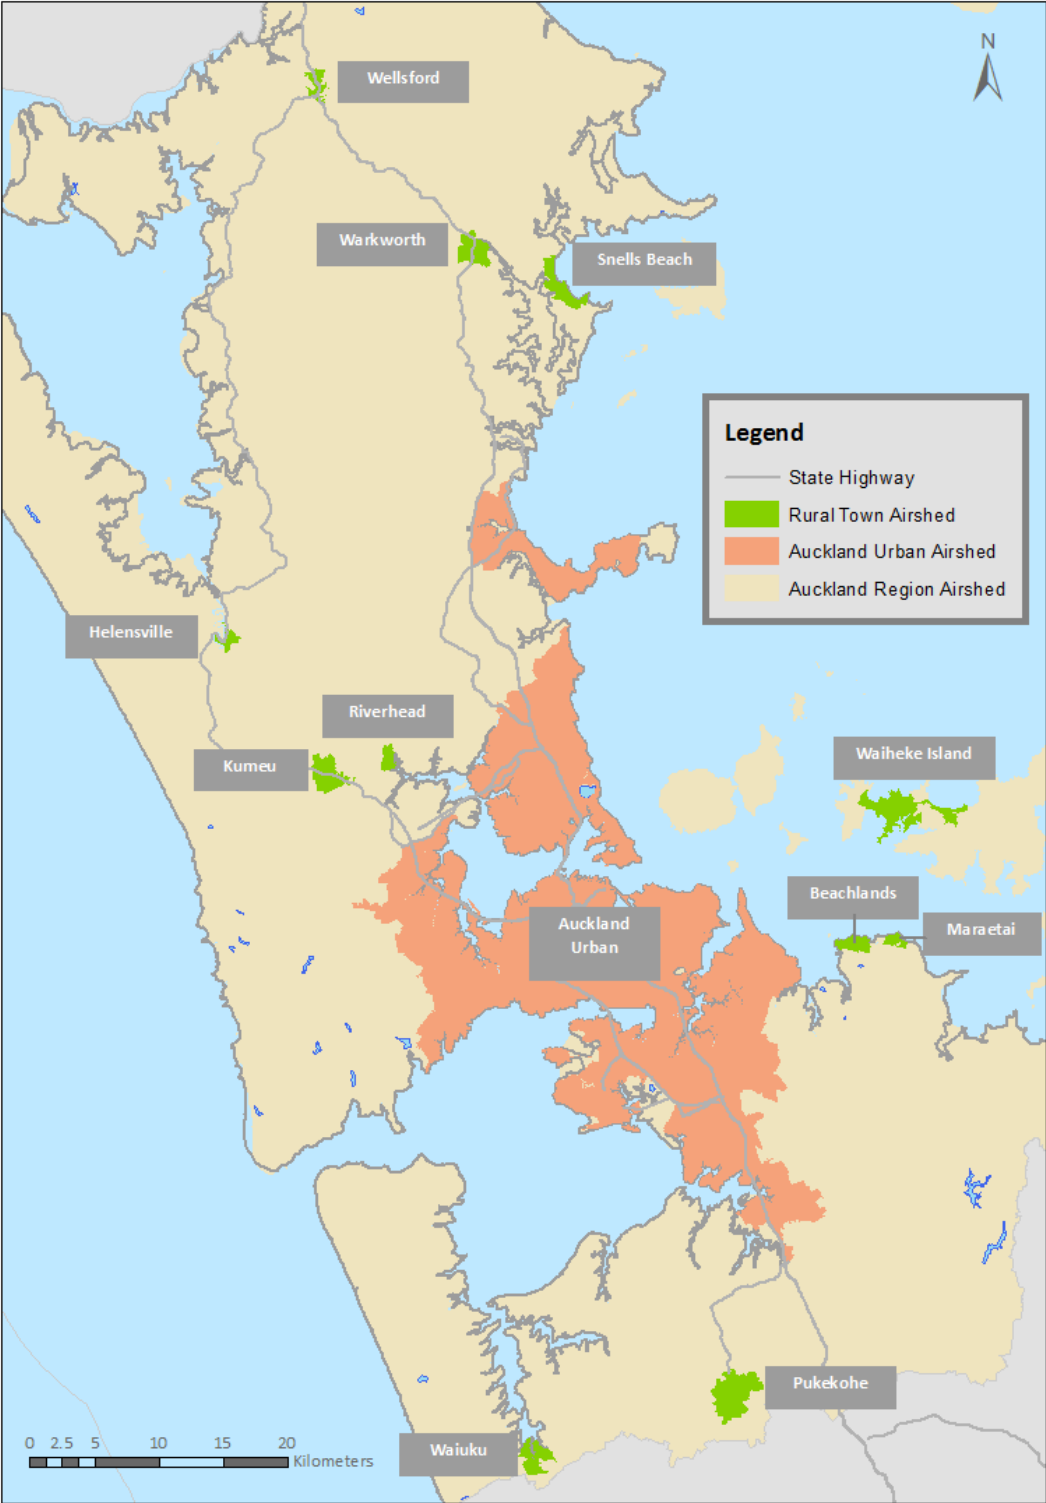 N
Wellsford
Warkworth
Snells Beach
Legend
State Highway
Rural Town Airshed
Auckland Urban Airshed
Auckland Region Airshed
Helensville
Riverhead
Kumeu
Waiheke Island
Beachlands
Maraetai
Auckland
Urban
Pukekohe
Waiuku
0 2.5 5 10 15 20
Kilometers